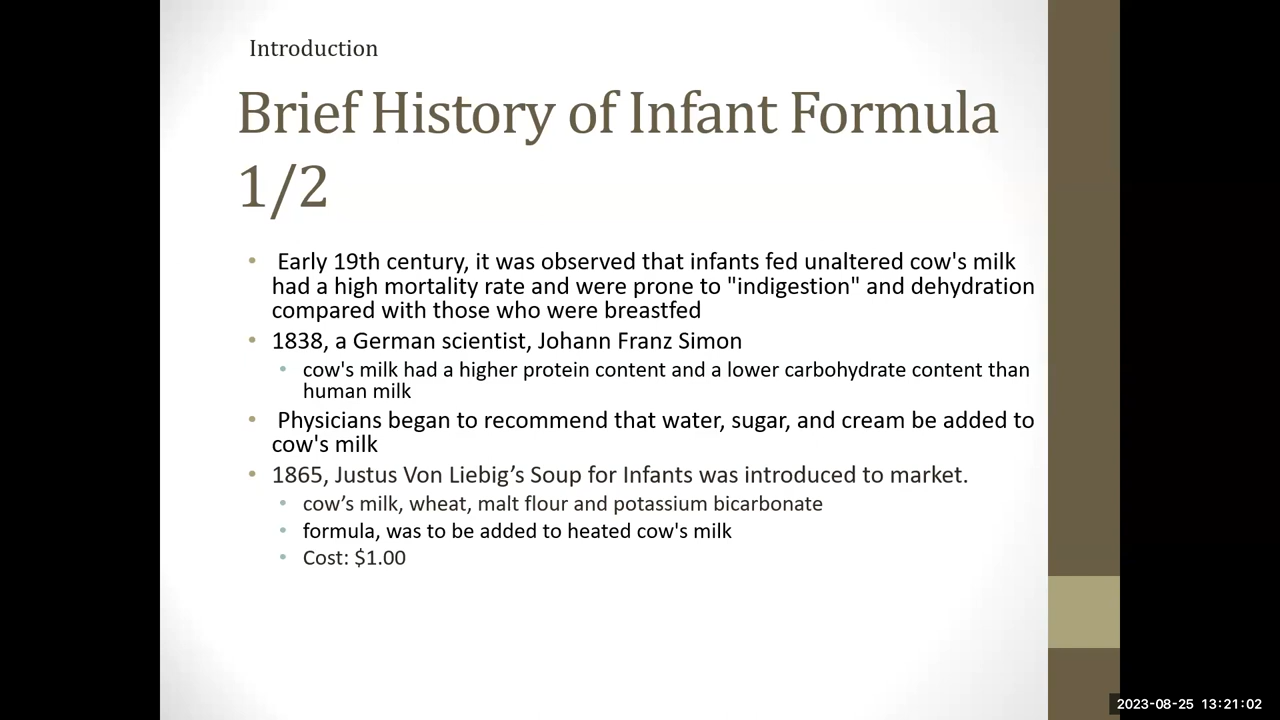 Introduction
Brief History of Infant Formula
1/2
• Early 19th century, it was observed that infants fed unaltered cow's milk
had a high mortality rate and were prone to "indigestion" and dehydration
compared with those who were breastfed
• 1838, a German scientist, Johann Franz Simon
• cow's milk had a higher protein content and a lower carbohydrate content than
human milk
• Physicians began to recommend that water, sugar, and cream be added to
cow's milk
• 1865, Justus Von Liebig’s Soup for Infants was introduced to market.
• cow’s milk, wheat, malt flour and potassium bicarbonate
• formula, was to be added to heated cow's milk
• Cost: $1.00
2023-08-25 13:21:02